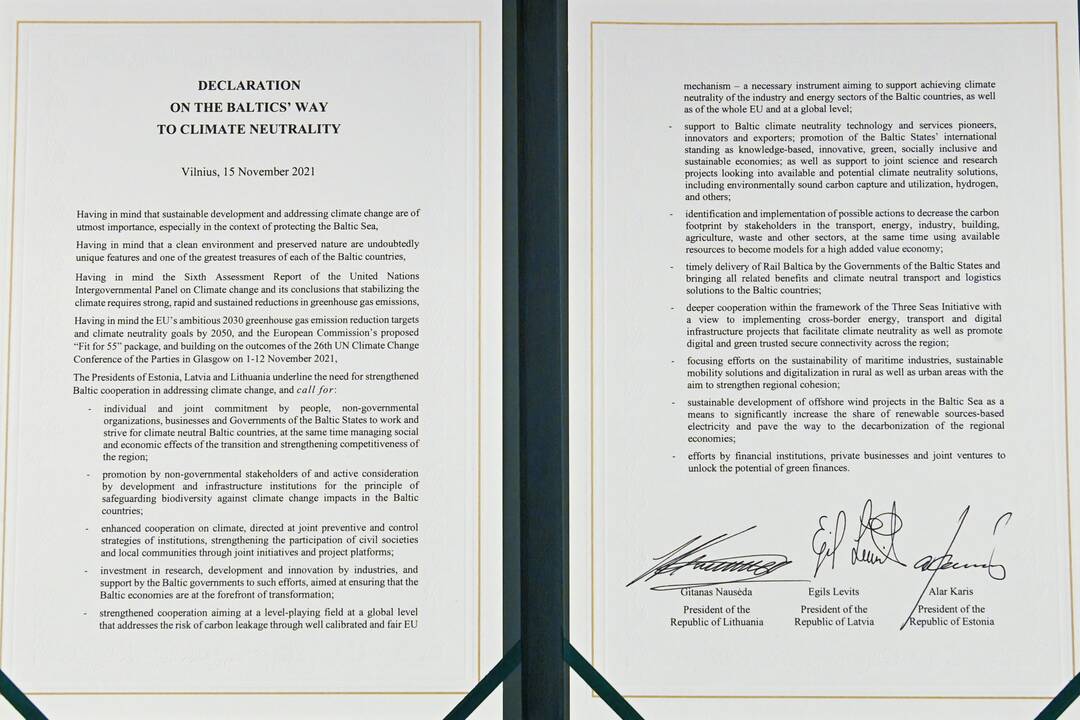 DECLARATION
ON THE BALTICS' WAY
TO CLIMATE NEUTRALITY
Vilnius, 15 November 2021
Having in mind that sustainable development and addressing climate change are of
utmost importance, especially in the context of protecting the Baltic Sea,
Having in mind that a clean environment and preserved nature are undoubtedly
unique features and one of the greatest treasures of each of the Baltic countries,
Having in mind the Sixth Assessment Report of the United Nations
Intergovernmental Panel on Climate change and its conclusions that stabilizing the
climate requires strong, rapid and sustained reductions in greenhouse gas emissions,
Having in mind the EU's ambitious 2030 greenhouse gas emission reduction targets
and climate neutrality goals by 2050, and the European Commission's proposed
“Fit for 55” package, and building on the outcomes of the 26th UN Climate Change
Conference of the Parties in Glasgow on 1-12 November 2021,
The Presidents of Estonia, Latvia and Lithuania underline the need for strengthened
Baltic cooperation in addressing climate change, and call for:
- individual and joint commitment by people, non-governmental
organizations, businesses and Governments of the Baltic States to work and
strive for climate neutral Baltic countries, at the same time managing social
and economic effects of the transition and strengthening competitiveness of
the region;
- promotion by non-governmental stakeholders of and active consideration
by development and infrastructure institutions for the principle of
safeguarding biodiversity against climate change impacts in the Baltic
countries;
- enhanced cooperation on climate, directed at joint preventive and control
strategies of institutions, strengthening the participation of civil societies
and local communities through joint initiatives and project platforms;
- investment in research, development and innovation by industries, and
support by the Baltic governments to such efforts, aimed at ensuring that the
Baltic economies are at the forefront of transformation;
- strengthened cooperation aiming at a level-playing field at a global level
that addresses the risk of carbon leakage through well calibrated and fair EU
mechanism – a necessary instrument aiming to support achieving climate
neutrality of the industry and energy sectors of the Baltic countries, as well
as of the whole EU and at a global level;
- support to Baltic climate neutrality technology and services pioneers,
innovators and exporters; promotion of the Baltic States' international
standing as knowledge-based, innovative, green, socially inclusive and
sustainable economies; as well as support to joint science and research
projects looking into available and potential climate neutrality solutions,
including environmentally sound carbon capture and utilization, hydrogen,
and others;
- identification and implementation of possible actions to decrease the carbon
footprint by stakeholders in the transport, energy, industry, building,
agriculture, waste and other sectors, at the same time using available
resources to become models for a high added value economy;
- timely delivery of Rail Baltica by the Governments of the Baltic States and
bringing all related benefits and climate neutral transport and logistics
solutions to the Baltic countries;
- deeper cooperation within the framework of the Three Seas Initiative with
a view to implementing cross-border energy, transport and digital
infrastructure projects that facilitate climate neutrality as well as promote
digital and green trusted secure connectivity across the region;
- focusing efforts on the sustainability of maritime industries, sustainable
mobility solutions and digitalization in rural as well as urban areas with the
aim to strengthen regional cohesion;
- sustainable development of offshore wind projects in the Baltic Sea as a
means to significantly increase the share of renewable sources-based
electricity and pave the way to the decarbonization of the regional
economies;
- efforts by financial institutions, private businesses and joint ventures to
unlock the potential of green finances.
Egil Levits
Gitanas Nausėda
President of the
Republic of Lithuania
Egils Levits
President of the
Republic of Latvia
Alar Karis
President of the
Republic of Estonia